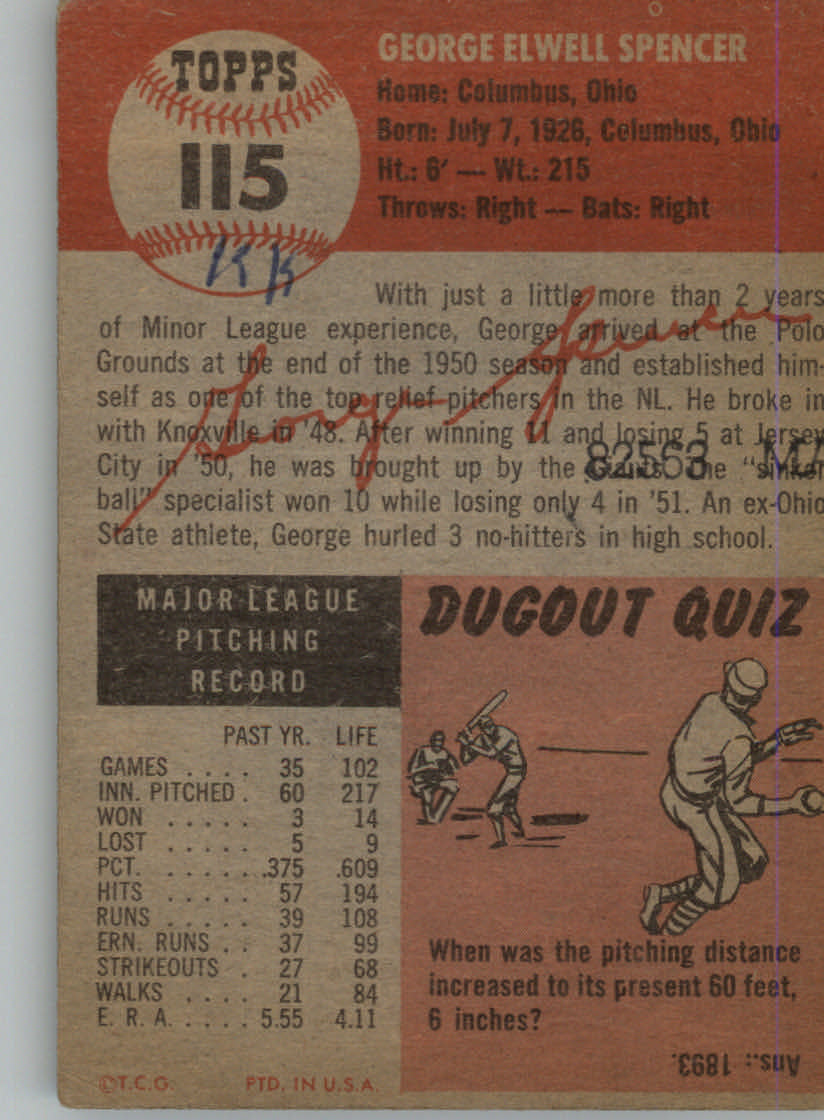 TOPPS
115
KK
GEORGE ELWELL SPENCER
Home: Columbus, Ohio
Born: July 7, 1926, Columbus, Ohio
Ht.: 6' — Wt.: 215
Throws: Right — Bats: Right
With just a little more than 2 years
of Minor League experience, George arrived at the Polo
Grounds at the end of the 1950 season and established him-
self as one of the top relief pitchers in the NL. He broke in
with Knoxville in '48. After winning 11 and losing 5 at Jersey
City in '50, he was brought up by the Giants. The "sinker
ball" specialist won 10 while losing only 4 in '51. An ex-Ohio
State athlete, George hurled 3 no-hitters in high school.
George Spencer
82563
MAJOR LEAGUE
PITCHING
RECORD
PAST YR. LIFE
GAMES . . . . 35 102
INN. PITCHED . 60 217
WON . . . . . 3 14
LOST . . . . . 5 9
PCT. . . . . . .375 .609
HITS . . . . . 57 194
RUNS . . . . . 39 108
ERN. RUNS . . 37 99
STRIKEOUTS . 27 68
WALKS . . . . 21 84
E. R. A. . . . . 5.55 4.11
©T.C.G. PTD. IN U.S.A.
DUGOUT QUIZ
When was the pitching distance
increased to its present 60 feet,
6 inches?
Ans.: 1893.